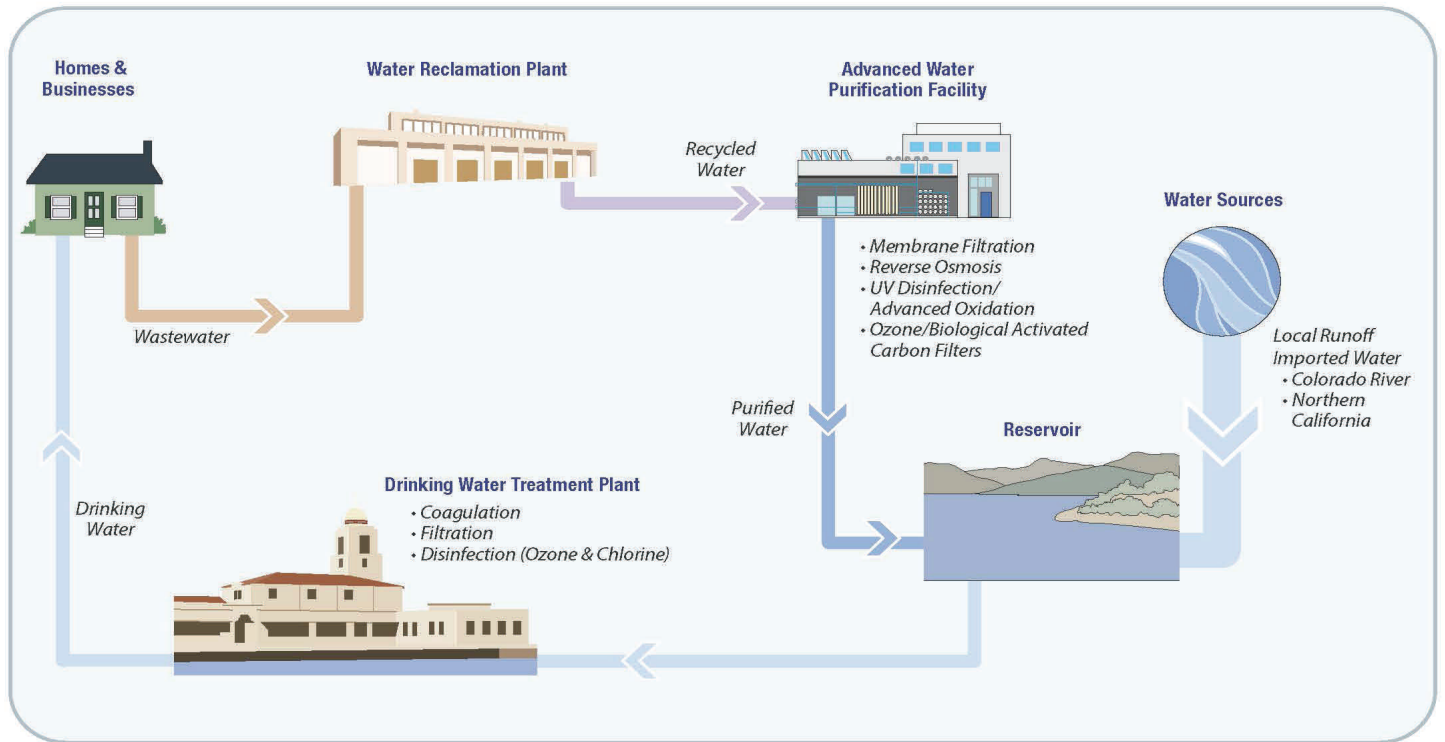 Homes &
Businesses
Water Reclamation Plant
Advanced Water
Purification Facility
Recycled
Water
Water Sources
• Membrane Filtration
• Reverse Osmosis
• UV Disinfection/
Advanced Oxidation
• Ozone/Biological Activated
Carbon Filters
Wastewater
Local Runoff
Imported Water
• Colorado River
• Northern
California
Purified
Water
Reservoir
Drinking Water Treatment Plant
• Coagulation
• Filtration
• Disinfection (Ozone & Chlorine)
Drinking
Water